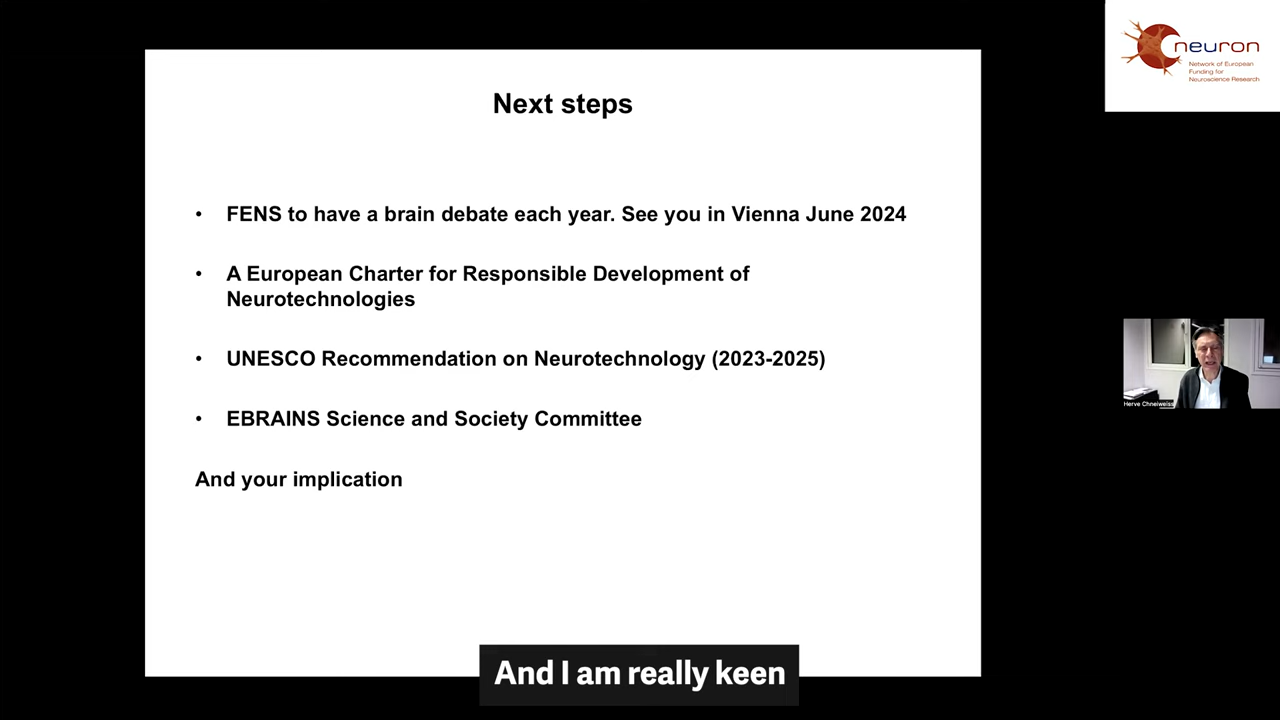 Next steps
• FENS to have a brain debate each year. See you in Vienna June 2024
• A European Charter for Responsible Development of
Neurotechnologies
• UNESCO Recommendation on Neurotechnology (2023-2025)
• EBRAINS Science and Society Committee
And your implication
And I am really keen
neuron
Network of European
Funding for
Neuroscience Research
Herve Chneiweiss